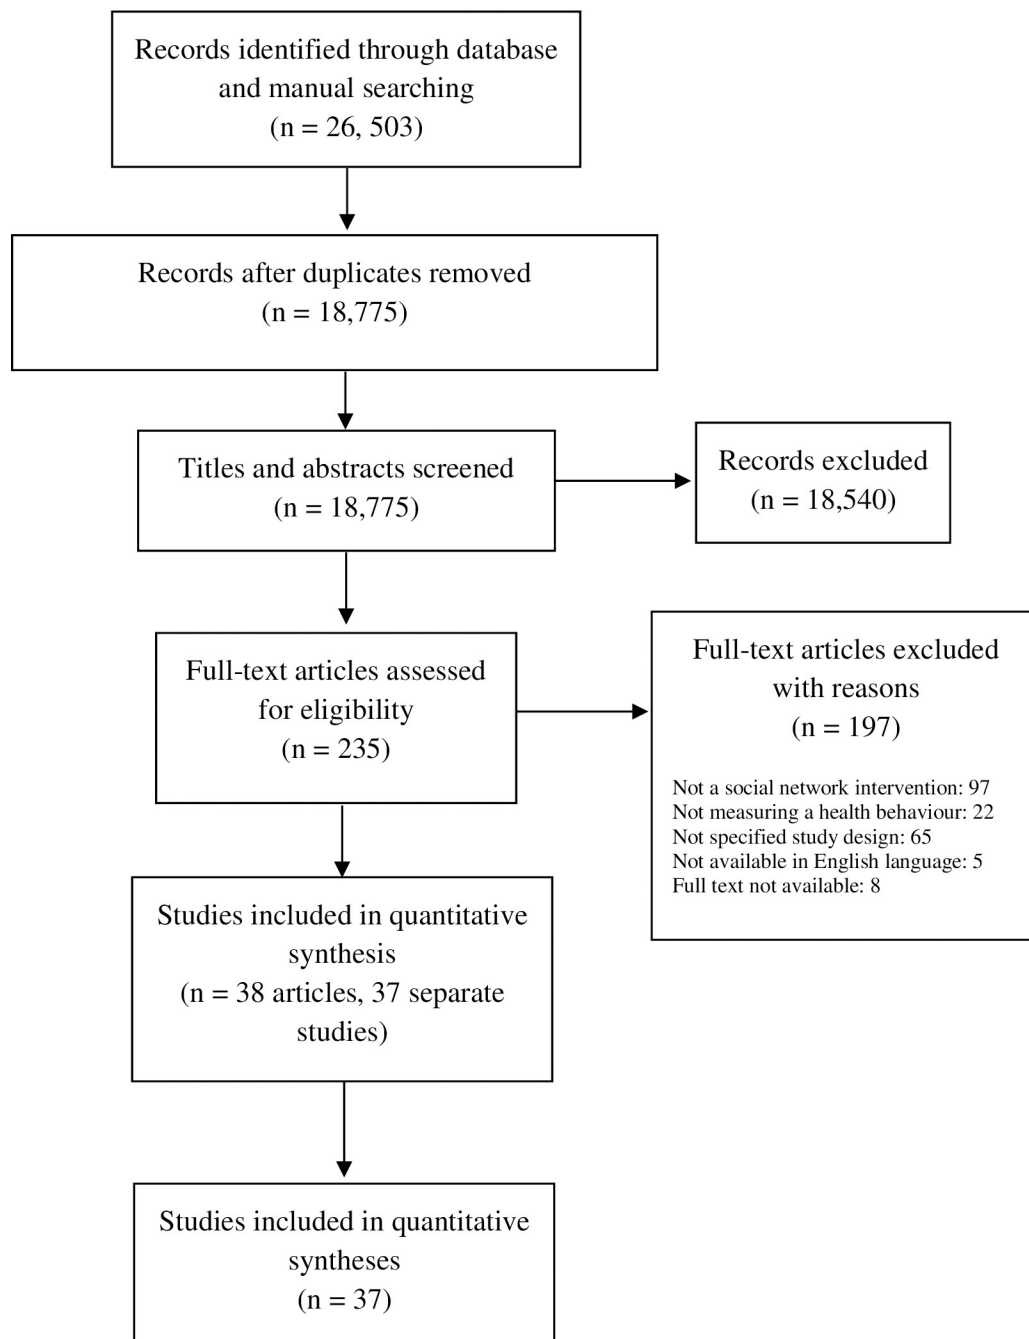 Records identified through database
and manual searching
(n = 26, 503)
Records after duplicates removed
(n = 18,775)
Titles and abstracts screened
(n = 18,775)
Records excluded
(n = 18,540)
Full-text articles assessed
for eligibility
(n = 235)
Full-text articles excluded
with reasons
(n = 197)
Not a social network intervention: 97
Not measuring a health behaviour: 22
Not specified study design: 65
Not available in English language: 5
Full text not available: 8
Studies included in quantitative
synthesis
(n = 38 articles, 37 separate
studies)
Studies included in quantitative
syntheses
(n = 37)